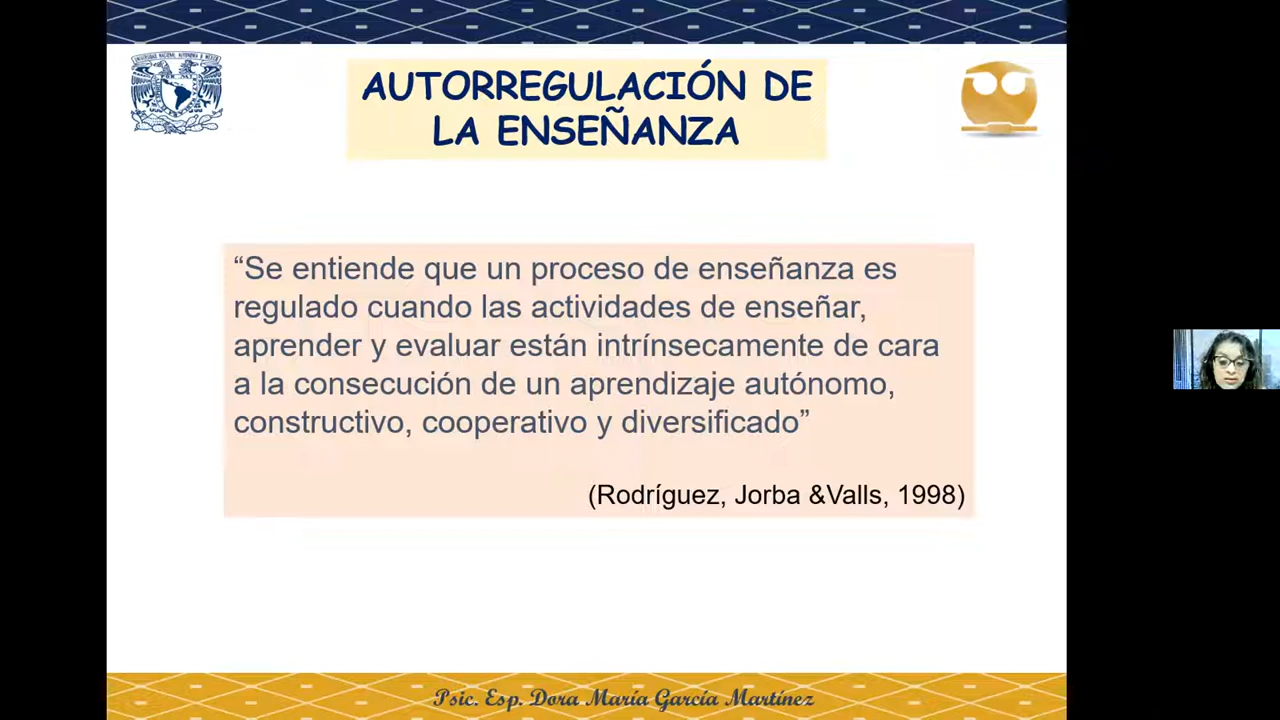 AUTORREGULACIÓN DE
LA ENSEÑANZA
“Se entiende que un proceso de enseñanza es
regulado cuando las actividades de enseñar,
aprender y evaluar están intrínsecamente de cara
a la consecución de un aprendizaje autónomo,
constructivo, cooperativo y diversificado”
(Rodríguez, Jorba &Valls, 1998)
Psic. Esp. Dora María García Martínez